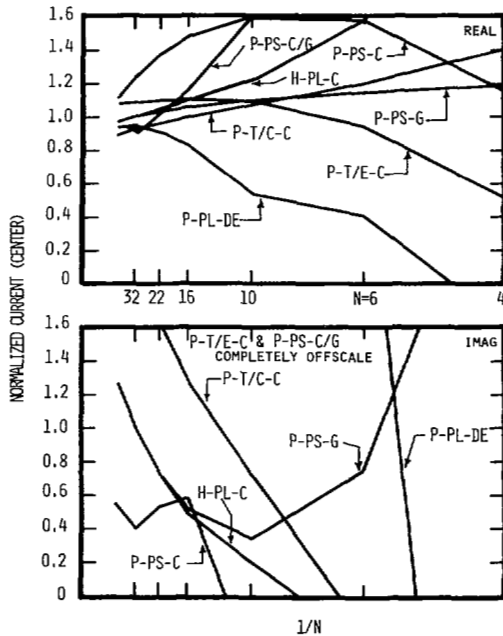 NORMALIZED CURRENT (CENTER)
1.6
1.4
1.2
1.0
0.8
0.6
0.4
0.2
0
REAL
P-PS-C/G
P-PS-C
H-PL-C
P-PS-G
P-T/C-C
P-T/E-C
P-PL-DE
32 22 16 10 N=6 4
1.6
1.4
1.2
1.0
0.8
0.6
0.4
0.2
0
P-T/E-C & P-PS-C/G
COMPLETELY OFFSCALE
IMAG
P-T/C-C
P-PS-G
P-PL-DE
H-PL-C
P-PS-C
1/N